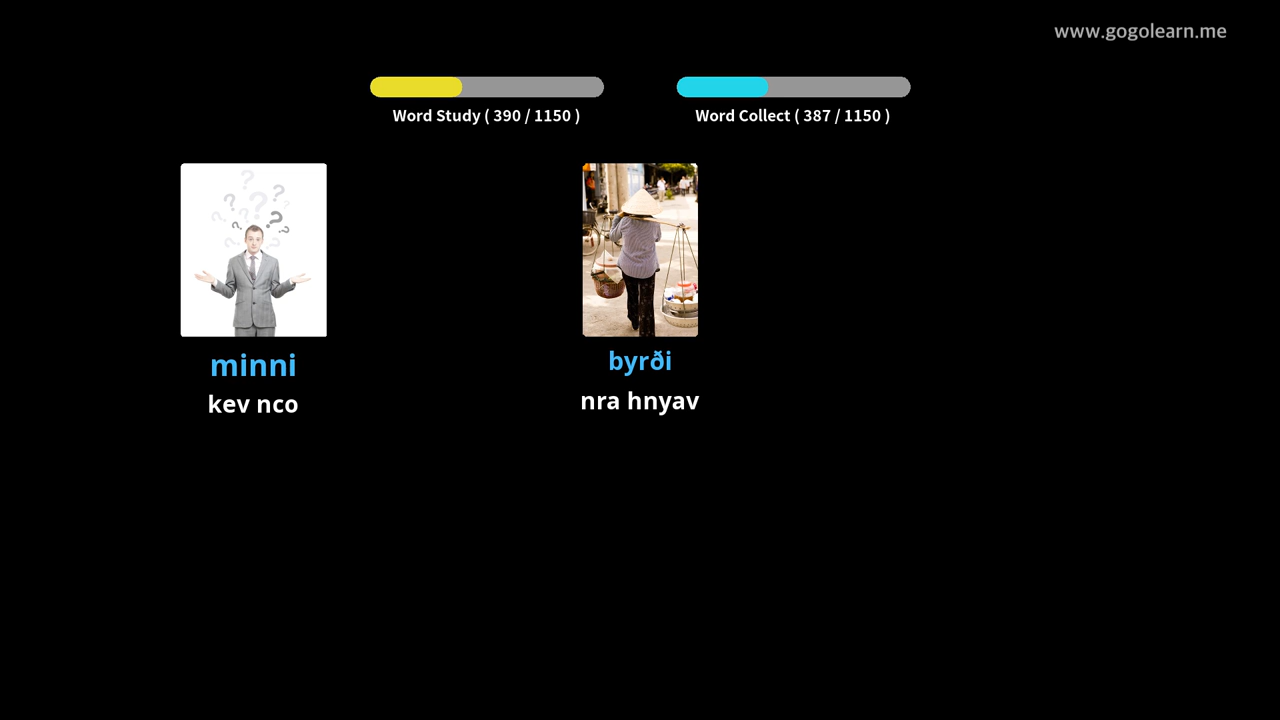 www.gogolearn.me
Word Study ( 390 / 1150 )
Word Collect ( 387 / 1150 )
minni
kev nco
byrði
nra hnyav